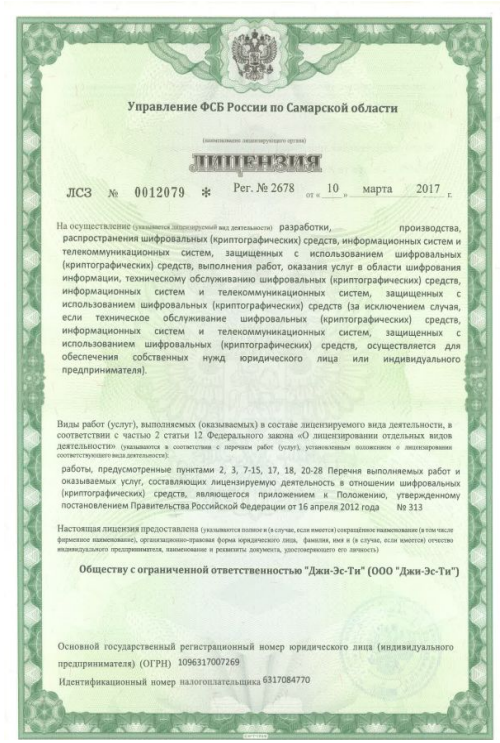 Управление ФСБ России по Самарской области
(наименование лицензирующего органа)
ЛИЦЕНЗИЯ
ЛСЗ № 0012079 * Рег. № 2678 от « 10 » марта 2017 г.
На осуществление (указывается лицензируемый вид деятельности) разработки, производства,
распространения шифровальных (криптографических) средств, информационных систем и
телекоммуникационных систем, защищенных с использованием шифровальных
(криптографических) средств, выполнения работ, оказания услуг в области шифрования
информации, техническому обслуживанию шифровальных (криптографических) средств,
информационных систем и телекоммуникационных систем, защищенных с
использованием шифровальных (криптографических) средств (за исключением случая,
если техническое обслуживание шифровальных (криптографических) средств,
информационных систем и телекоммуникационных систем, защищенных с
использованием шифровальных (криптографических) средств, осуществляется для
обеспечения собственных нужд юридического лица или индивидуального
предпринимателя).
Виды работ (услуг), выполняемых (оказываемых) в составе лицензируемого вида деятельности, в
соответствии с частью 2 статьи 12 Федерального закона «О лицензировании отдельных видов
деятельности» (указываются в соответствии с перечнем работ (услуг), установленным положением о лицензировании
соответствующего вида деятельности):
работы, предусмотренные пунктами 2, 3, 7-15, 17, 18, 20-28 Перечня выполняемых работ и
оказываемых услуг, составляющих лицензируемую деятельность в отношении шифровальных
(криптографических) средств, являющегося приложением к Положению, утвержденному
постановлением Правительства Российской Федерации от 16 апреля 2012 года № 313
Настоящая лицензия предоставлена (указываются полное и (в случае, если имеется) сокращённое наименование (в том числе
фирменное наименование), организационно-правовая форма юридического лица, фамилия, имя и (в случае, если имеется) отчество
индивидуального предпринимателя, наименование и реквизиты документа, удостоверяющего его личность)
Обществу с ограниченной ответственностью "Джи-Эс-Ти" (ООО "Джи-Эс-Ти")
Основной государственный регистрационный номер юридического лица (индивидуального
предпринимателя) (ОГРН) 1096317007269
Идентификационный номер налогоплательщика 6317084770